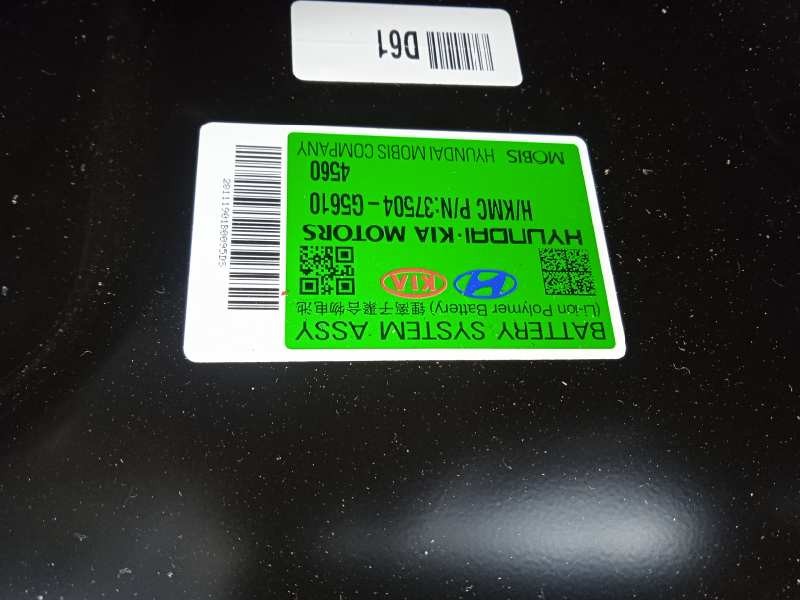 BATTERY SYSTEM ASSY
(Li-ion Polymer Battery) 锂离子聚合物电池
KIA
HYUNDAI·KIA MOTORS
H/KMC P/N:37504-G5610
4560
MOBIS HYUNDAI MOBIS COMPANY
D61